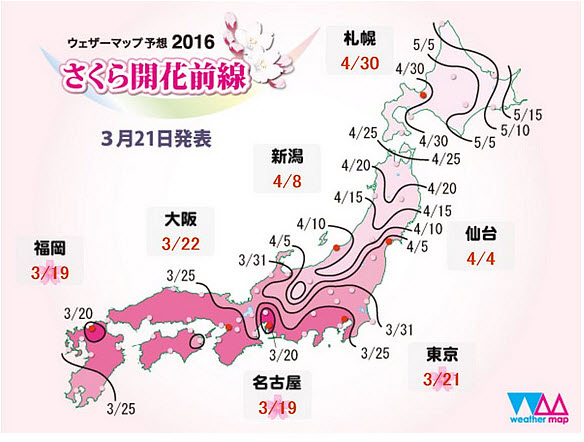 ウェザーマップ予想 2016
さくら開花前線
3月21日発表
札幌
4/30
5/5
4/30
5/15
5/10
5/5
4/30
4/25
4/25
新潟
4/8
4/20
4/20
4/15
4/15
4/10
4/10
4/5
仙台
4/4
大阪
3/22
4/5
3/31
福岡
3/19
3/25
3/20
3/31
3/25
3/20
東京
3/21
名古屋
3/19
3/25
weather map